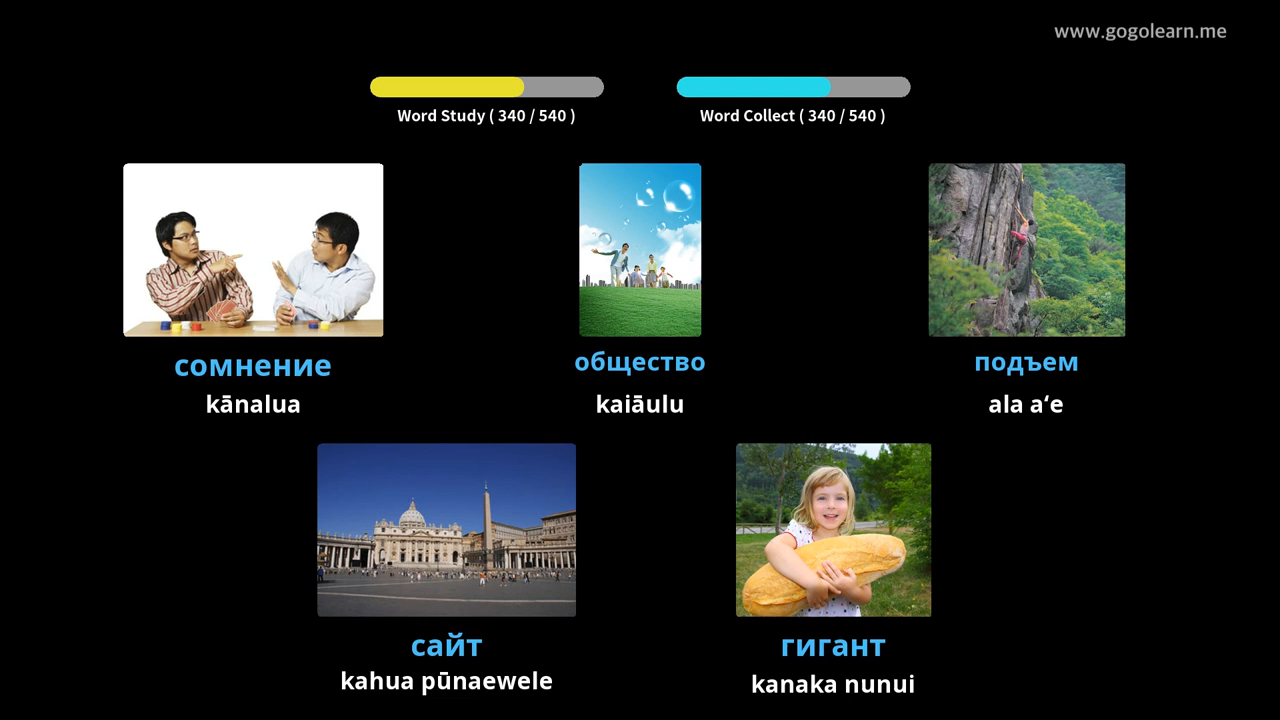 www.gogolearn.me
Word Study ( 340 / 540 )
Word Collect ( 340 / 540 )
сомнение
общество
подъем
kānalua
kaiāulu
ala aʻe
сайт
гигант
kahua pūnaewele
kanaka nunui